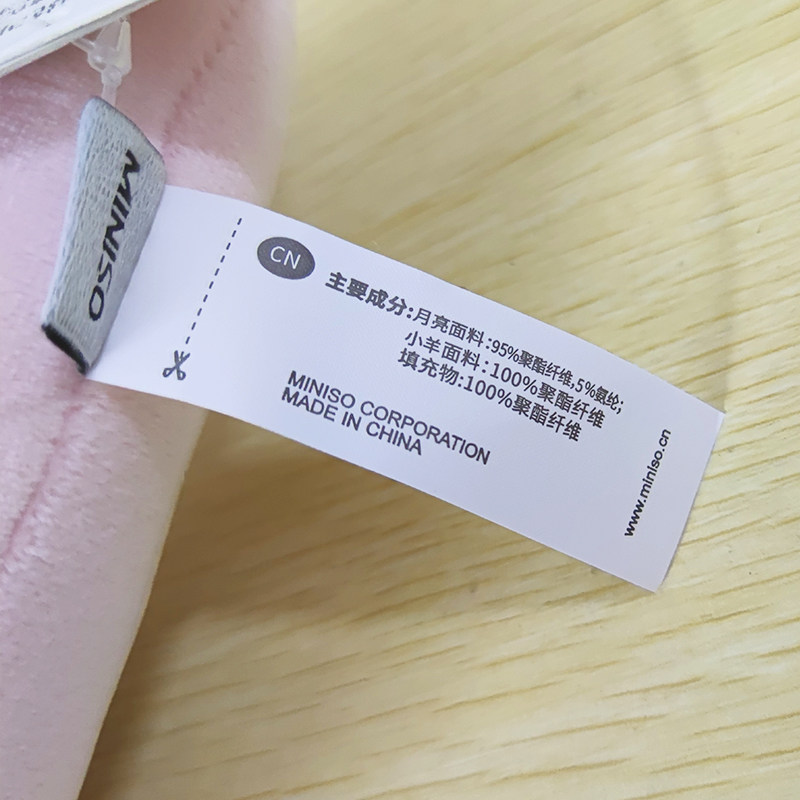 MINISO
CN
主要成分:月亮面料:95%聚酯纤维,5%氨纶;
小羊面料:100%聚酯纤维
填充物:100%聚酯纤维
MINISO CORPORATION
MADE IN CHINA
www.miniso.cn